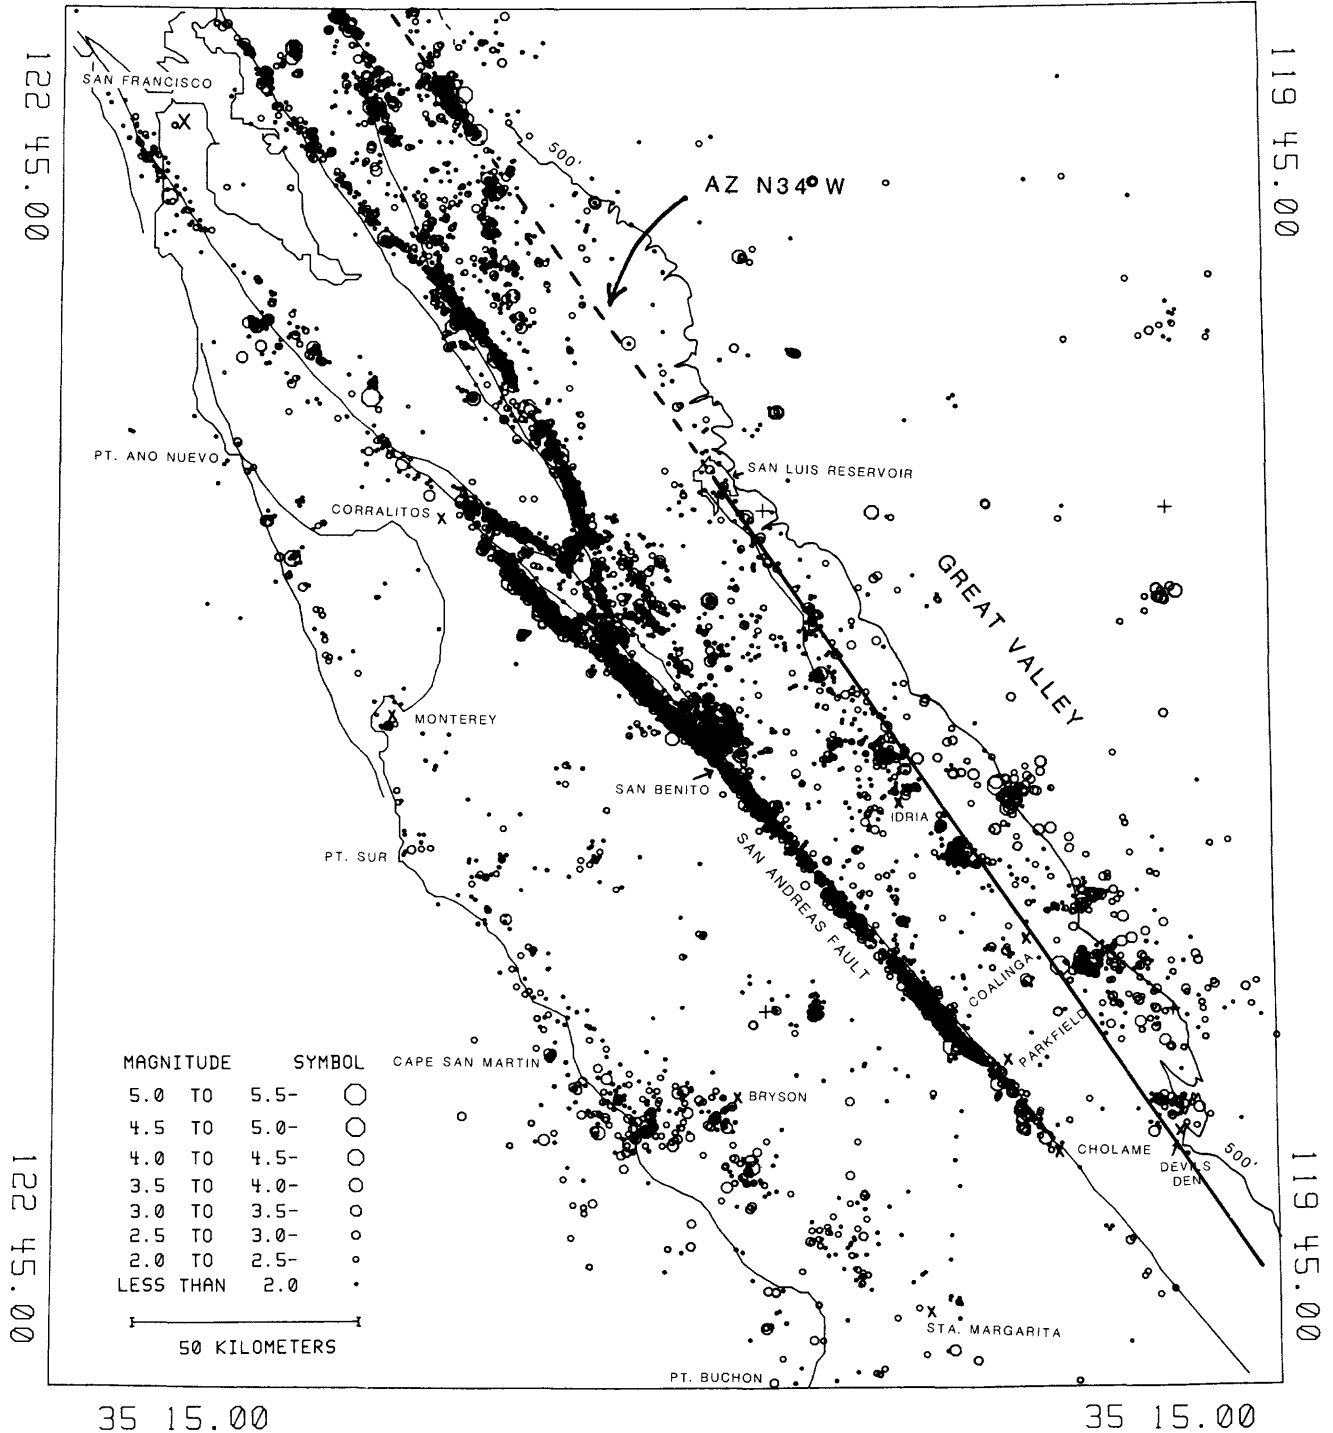 122 45.00
119 45.00
SAN FRANCISCO
500'
AZ N34° W
PT. ANO NUEVO
SAN LUIS RESERVOIR
CORRALITOS
GREAT VALLEY
MONTEREY
SAN BENITO
IDRIA
PT. SUR
SAN ANDREAS FAULT
COALINGA
PARKFIELD
CAPE SAN MARTIN
BRYSON
CHOLAME
DEVILS
DEN
500'
MAGNITUDE SYMBOL
5.0 TO 5.5-
4.5 TO 5.0-
4.0 TO 4.5-
3.5 TO 4.0-
3.0 TO 3.5-
2.5 TO 3.0-
2.0 TO 2.5-
LESS THAN 2.0
50 KILOMETERS
STA. MARGARITA
PT. BUCHON
122 45.00
119 45.00
35 15.00
35 15.00